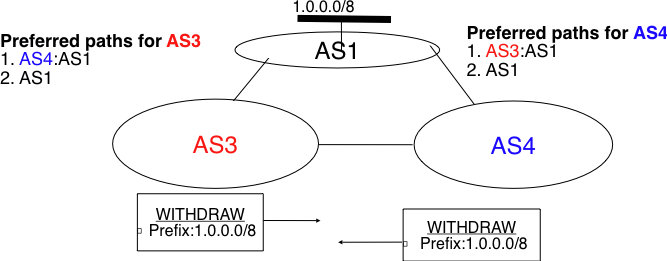 1.0.0.0/8
Preferred paths for AS3
1. AS4:AS1
2. AS1
AS1
Preferred paths for AS4
1. AS3:AS1
2. AS1
AS3
AS4
WITHDRAW
Prefix:1.0.0.0/8
WITHDRAW
Prefix:1.0.0.0/8